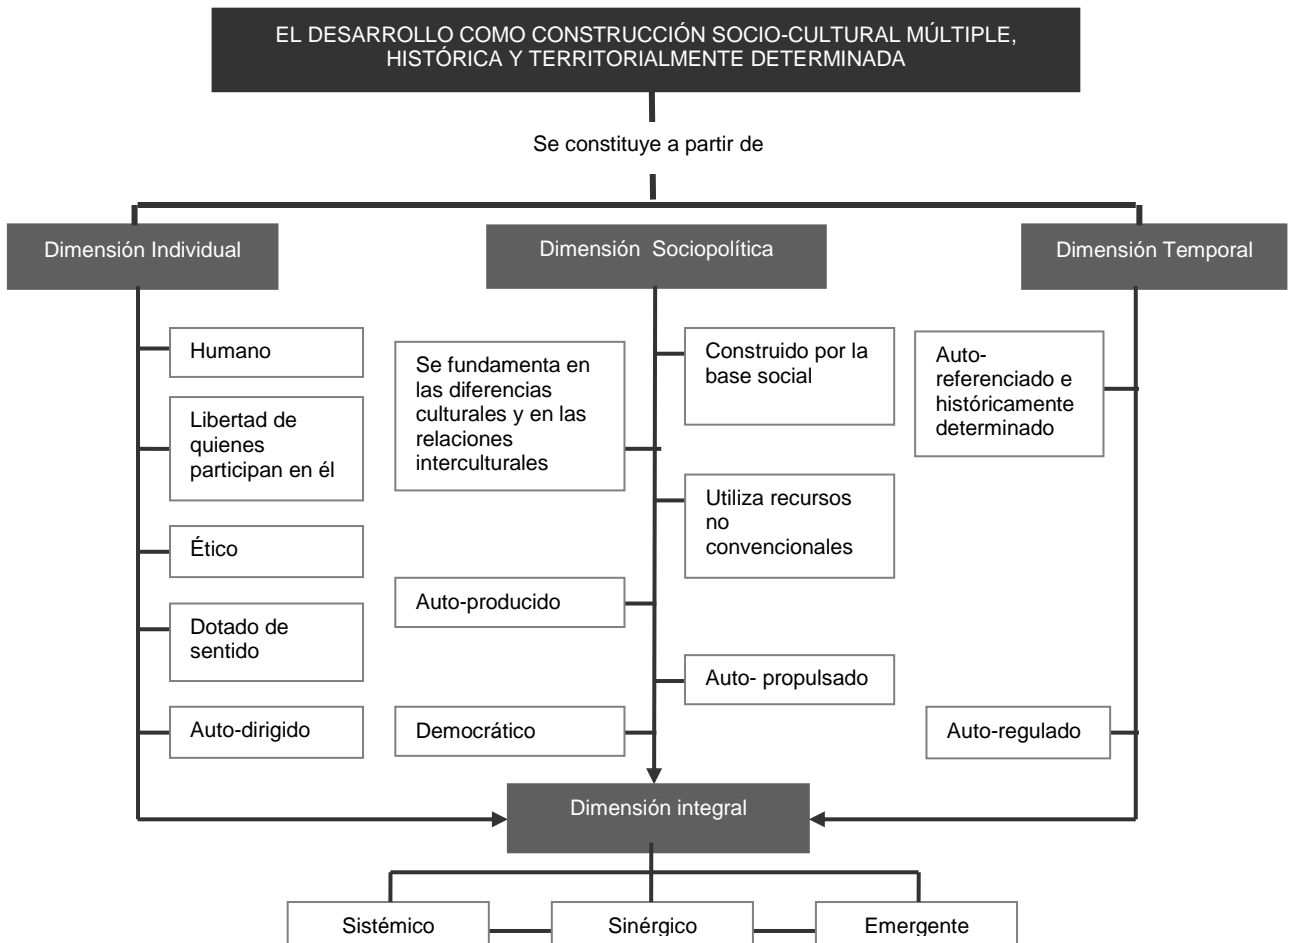 EL DESARROLLO COMO CONSTRUCCIÓN SOCIO-CULTURAL MÚLTIPLE,
HISTÓRICA Y TERRITORIALMENTE DETERMINADA
Se constituye a partir de
Dimensión Individual
Dimensión Sociopolítica
Dimensión Temporal
Humano
Libertad de
quienes
participan en él
Ético
Dotado de
sentido
Auto-dirigido
Se fundamenta en
las diferencias
culturales y en las
relaciones
interculturales
Auto-producido
Democrático
Construido por la
base social
Utiliza recursos
no
convencionales
Auto- propulsado
Auto-
referenciado e
históricamente
determinado
Auto-regulado
Dimensión integral
Sistémico
Sinérgico
Emergente